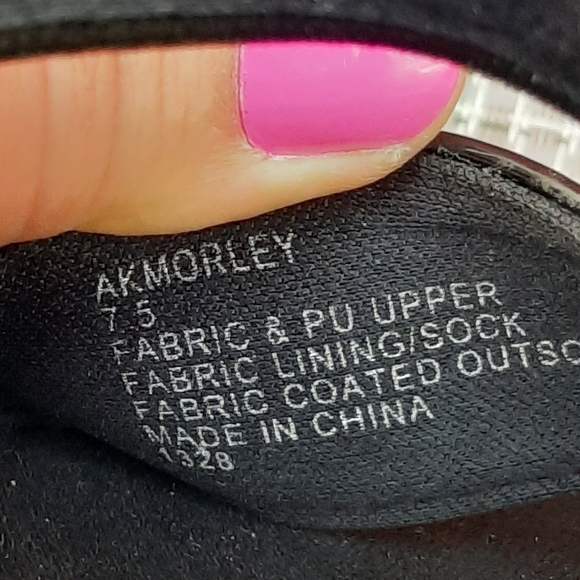 AKMORLEY
7.5
FABRIC & PU UPPER
FABRIC LINING/SOCK
FABRIC COATED OUTSO
MADE IN CHINA
1328